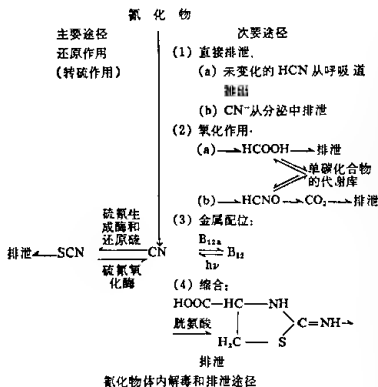 氰化物
主要途径
还原作用
(转硫作用)
次要途径
(1) 直接排泄.
(a) 未变化的HCN从呼吸道
排出
(b) CN⁻从分泌中排泄
(2) 氧化作用.
(a)→HCOOH→排泄
单碳化合物
的代谢库
(b)→HCNO→CO₂→排泄
(3) 金属配位:
硫氰生
成酶和
还原硫
排泄←SCN
CN
硫氰氧
化酶
B₁₂ₐ
B₁₂
hν
(4) 缩合:
HOOC—HC—NH
胱氨酸
C=NH→
H₂C
S
排泄
氰化物体内解毒和排泄途径